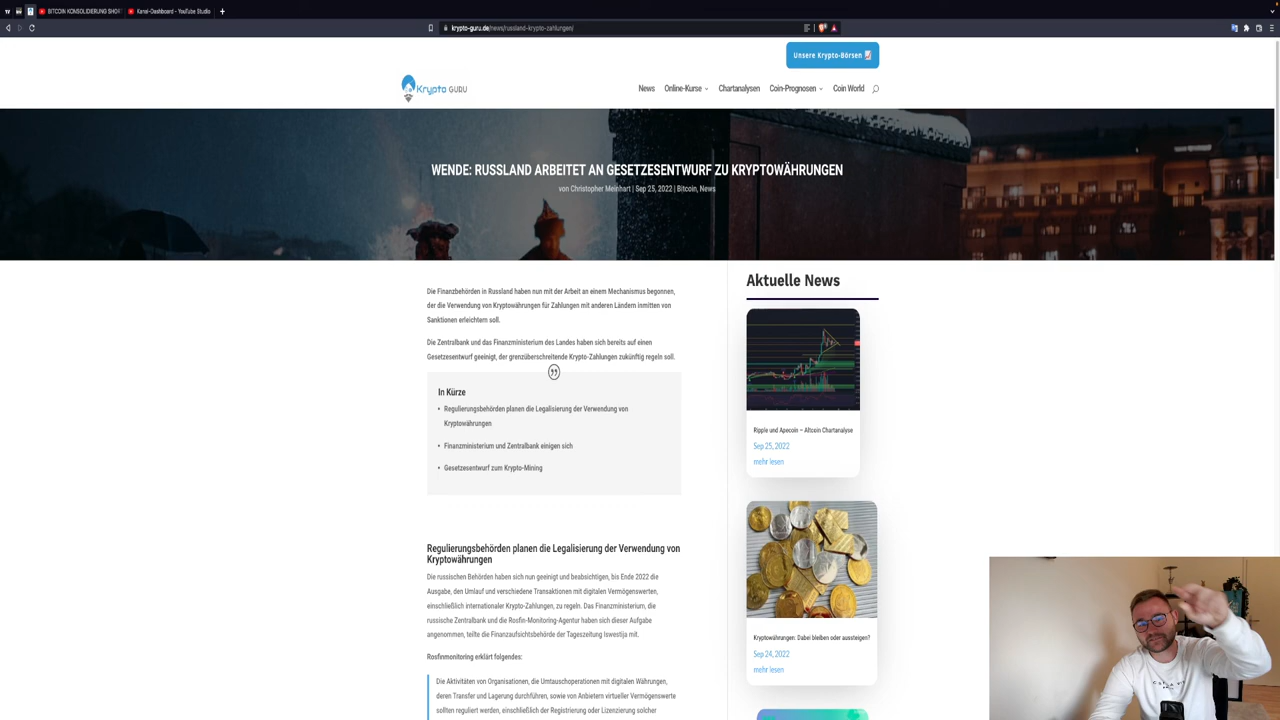 BITCOIN KONSOLIDIERUNG SHORT
Kanal-Dashboard - YouTube Studio
krypto-guru.de/news/russland-krypto-zahlungen/
Unsere Krypto-Börsen
Krypto GURU
News Online-Kurse Chartanalysen Coin-Prognosen Coin World
WENDE: RUSSLAND ARBEITET AN GESETZESENTWURF ZU KRYPTOWÄHRUNGEN
von Christopher Meinhart | Sep 25, 2022 | Bitcoin, News
Die Finanzbehörden in Russland haben nun mit der Arbeit an einem Mechanismus begonnen,
der die Verwendung von Kryptowährungen für Zahlungen mit anderen Ländern inmitten von
Sanktionen erleichtern soll.
Die Zentralbank und das Finanzministerium des Landes haben sich bereits auf einen
Gesetzesentwurf geeinigt, der grenzüberschreitende Krypto-Zahlungen zukünftig regeln soll.
In Kürze
• Regulierungsbehörden planen die Legalisierung der Verwendung von
Kryptowährungen
• Finanzministerium und Zentralbank einigen sich
• Gesetzesentwurf zum Krypto-Mining
Regulierungsbehörden planen die Legalisierung der Verwendung von
Kryptowährungen
Die russischen Behörden haben sich nun geeinigt und beabsichtigen, bis Ende 2022 die
Ausgabe, den Umlauf und verschiedene Transaktionen mit digitalen Vermögenswerten,
einschließlich internationaler Krypto-Zahlungen, zu regeln. Das Finanzministerium, die
russische Zentralbank und die Rosfin-Monitoring-Agentur haben sich dieser Aufgabe
angenommen, teilte die Finanzaufsichtsbehörde der Tageszeitung Iswestija mit.
Rosfinmonitoring erklärt folgendes:
Die Aktivitäten von Organisationen, die Umtauschoperationen mit digitalen Währungen,
deren Transfer und Lagerung durchführen, sowie von Anbietern virtueller Vermögenswerte
sollten reguliert werden, einschließlich der Registrierung oder Lizenzierung solcher
Aktuelle News
Ripple und Apecoin – Altcoin Chartanalyse
Sep 25, 2022
mehr lesen
Kryptowährungen: Dabei bleiben oder aussteigen?
Sep 24, 2022
mehr lesen